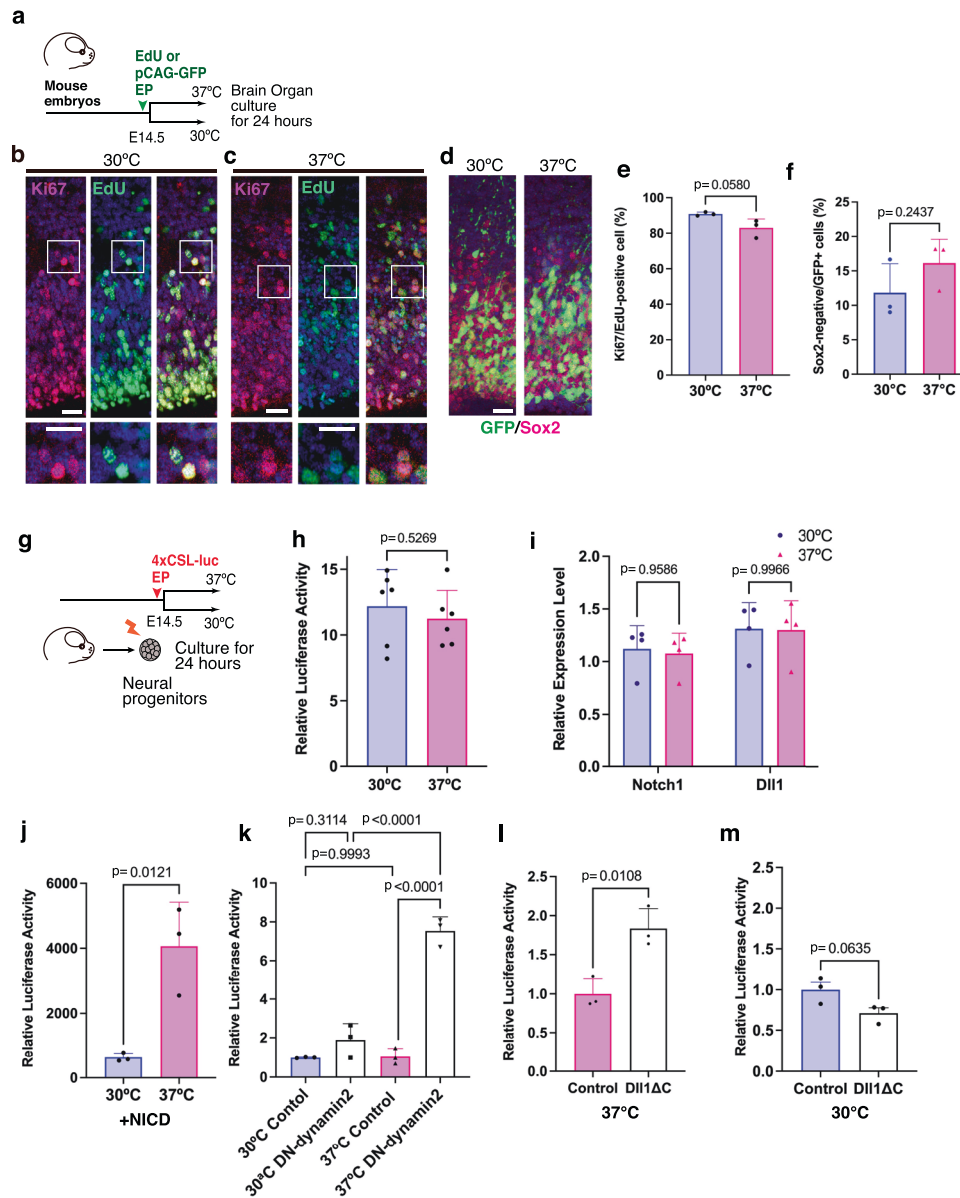 a
EdU or
pCAG-GFP
EP
Mouse
embryos
37ºC
30ºC
E14.5
Brain Organ
culture
for 24 hours
b
30ºC
Ki67
EdU
c
37ºC
Ki67
EdU
d
30ºC
37ºC
GFP/Sox2
e
p=0.0580
Ki67/EdU-positive cell (%)
100
80
60
40
20
0
30°C
37°C
f
p=0.2437
Sox2-negative/GFP+ cells (%)
25
20
15
10
5
0
30°C
37°C
g
4xCSL-luc
EP
37ºC
30ºC
E14.5
Culture for
24 hours
Neural
progenitors
h
p=0.5269
Relative Luciferase Activity
15
10
5
0
30ºC
37ºC
i
30ºC
37ºC
p=0.9586
p=0.9966
Relative Expression Level
2.0
1.5
1.0
0.5
0.0
Notch1
Dll1
j
p=0.0121
Relative Luciferase Activity
6000
4000
2000
0
30ºC
37ºC
+NICD
k
p=0.3114
p<0.0001
p=0.9993
p<0.0001
Relative Luciferase Activity
10
8
6
4
2
0
30ºC Contol
30ªC DN-dynamin2
37ºC Control
37ºC DN-dynamin2
l
p=0.0108
Relative Luciferase Activity
2.5
2.0
1.5
1.0
0.5
0.0
Control
Dll1ΔC
37°C
m
p=0.0635
Relative Luciferase Activity
2.5
2.0
1.5
1.0
0.5
0.0
Control
Dll1ΔC
30°C